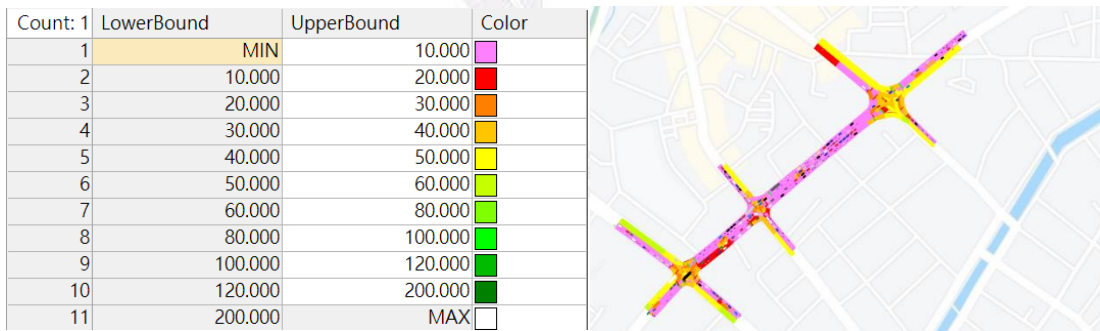 Count: 1 LowerBound UpperBound Color
1 MIN 10.000
2 10.000 20.000
3 20.000 30.000
4 30.000 40.000
5 40.000 50.000
6 50.000 60.000
7 60.000 80.000
8 80.000 100.000
9 100.000 120.000
10 120.000 200.000
11 200.000 MAX